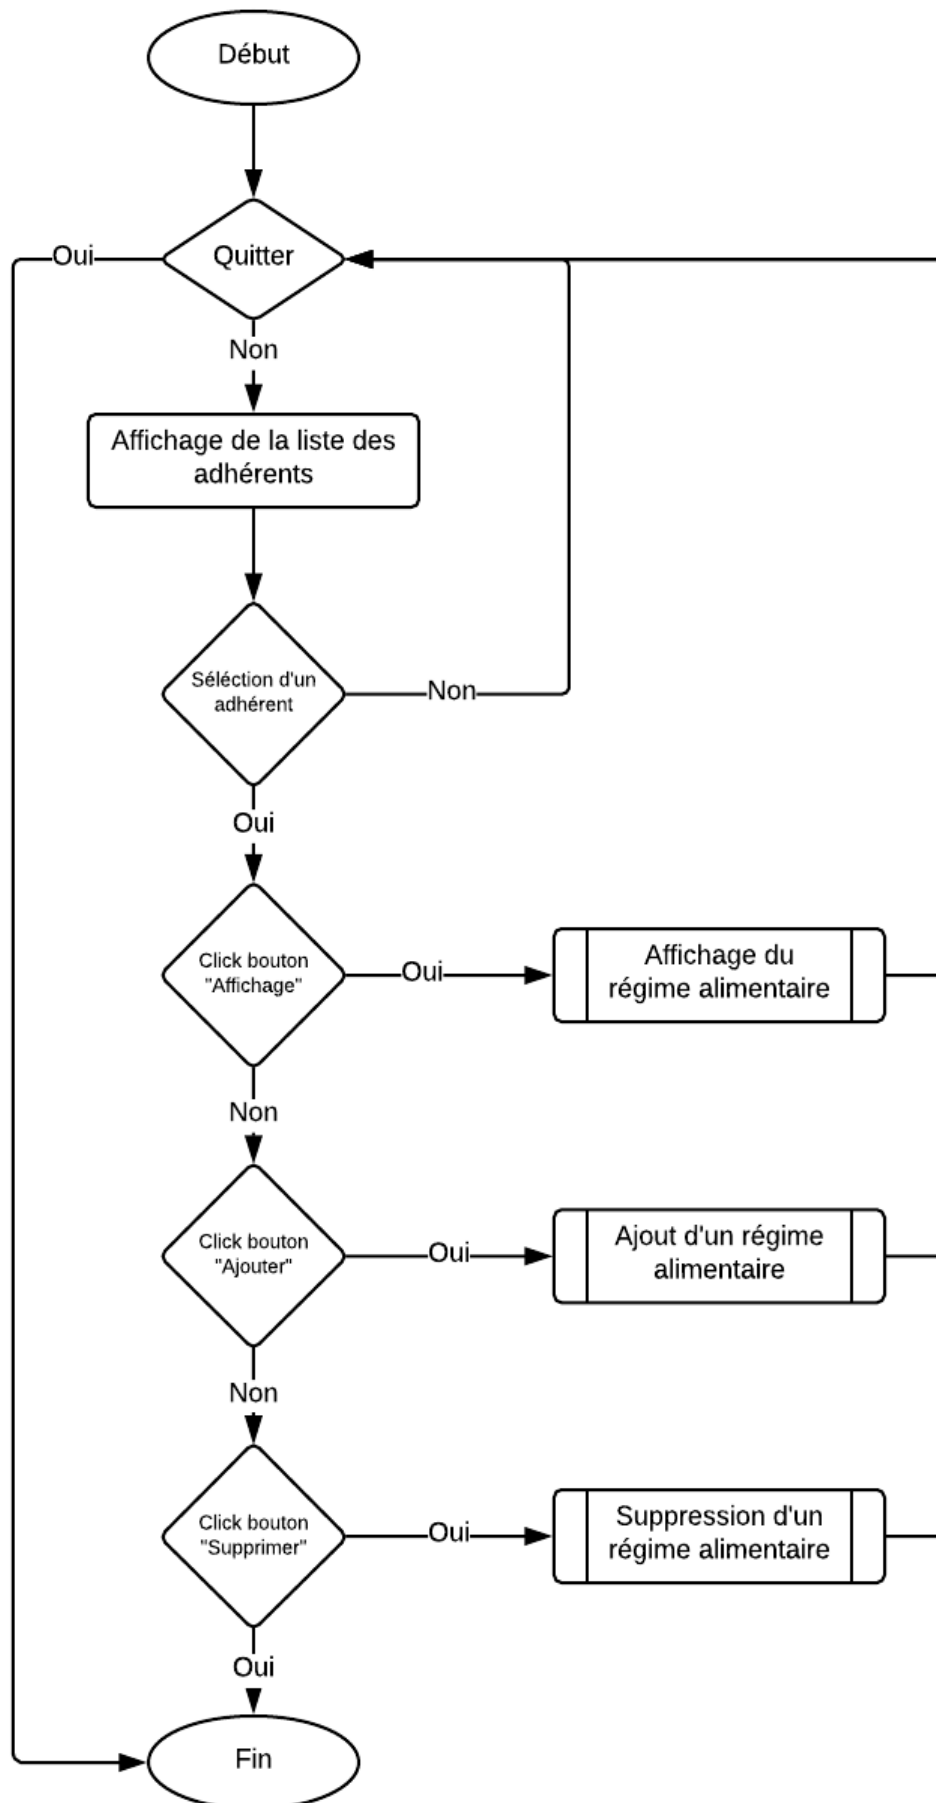 Début
Oui
Quitter
Non
Affichage de la liste des
adhérents
Séléction d'un
adhérent
Non
Oui
Click bouton
"Affichage"
Oui
Affichage du
régime alimentaire
Non
Click bouton
"Ajouter"
Oui
Ajout d'un régime
alimentaire
Non
Click bouton
"Supprimer"
Oui
Suppression d'un
régime alimentaire
Oui
Fin